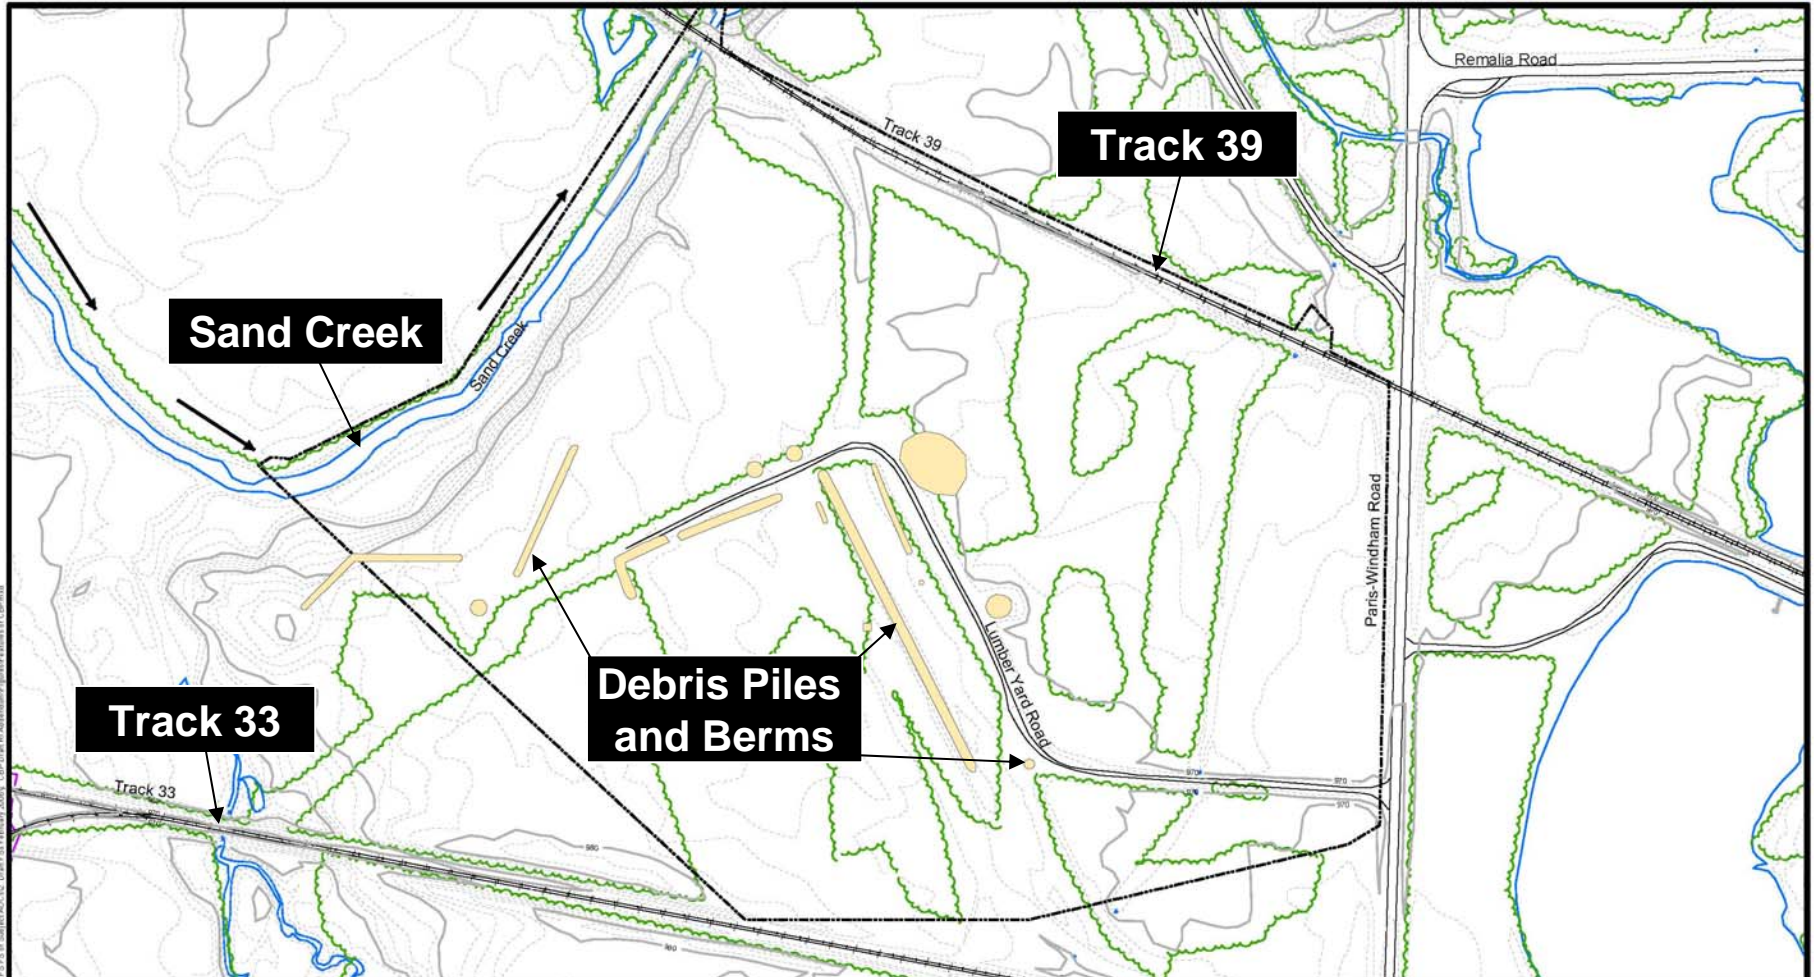 Remalia Road
Track 39
Track 39
Sand Creek
Sand Creek
Paris-Windham Road
Lumber Yard Road
Debris Piles
and Berms
Track 33
Track 33
970
970
970
980